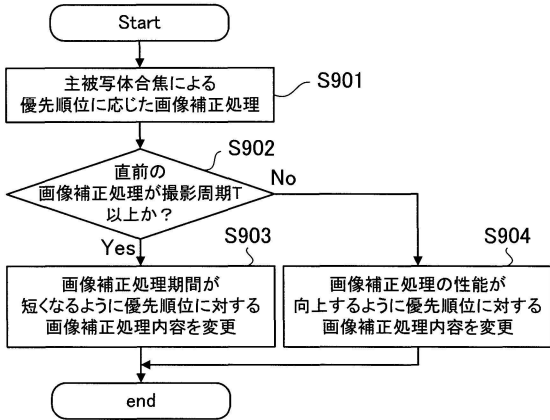 Start
主被写体合焦による
優先順位に応じた画像補正処理
S901
直前の
画像補正処理が撮影周期T
以上か？
S902
No
Yes
S903
画像補正処理期間が
短くなるように優先順位に対する
画像補正処理内容を変更
S904
画像補正処理の性能が
向上するように優先順位に対する
画像補正処理内容を変更
end